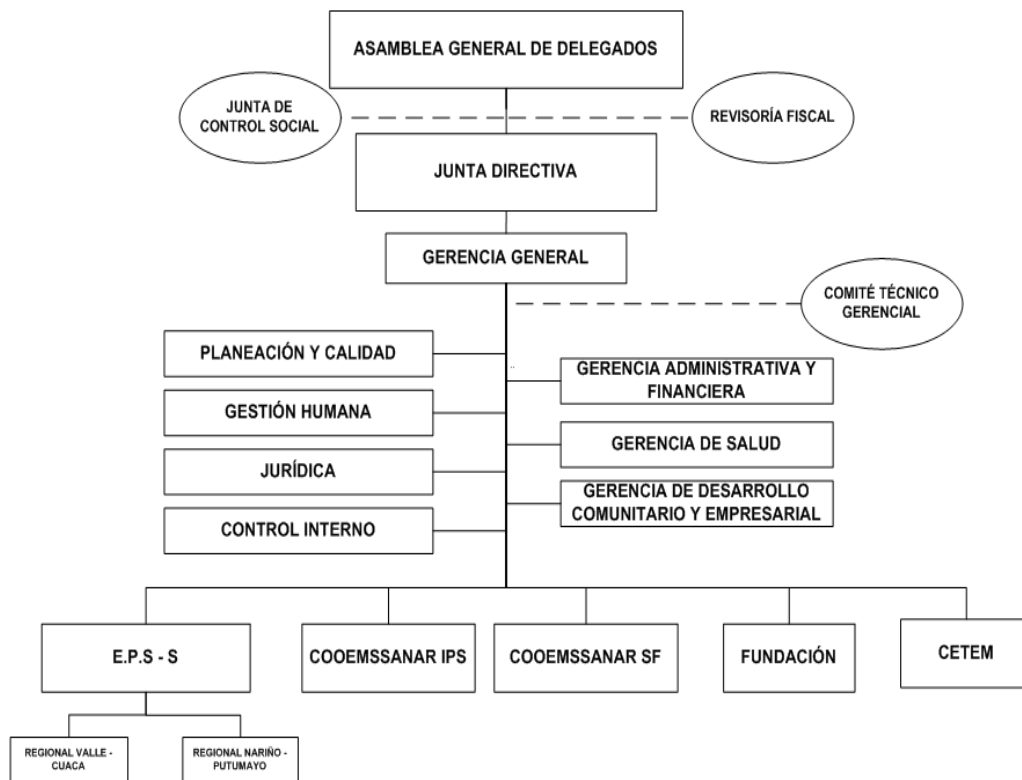 ASAMBLEA GENERAL DE DELEGADOS
JUNTA DE
CONTROL SOCIAL
REVISORÍA FISCAL
JUNTA DIRECTIVA
GERENCIA GENERAL
COMITÉ TÉCNICO
GERENCIAL
PLANEACIÓN Y CALIDAD
GERENCIA ADMINISTRATIVA Y
FINANCIERA
GESTIÓN HUMANA
GERENCIA DE SALUD
JURÍDICA
GERENCIA DE DESARROLLO
COMUNITARIO Y EMPRESARIAL
CONTROL INTERNO
E.P.S - S
COOEMSSANAR IPS
COOEMSSANAR SF
FUNDACIÓN
CETEM
REGIONAL VALLE -
CUACA
REGIONAL NARIÑO -
PUTUMAYO